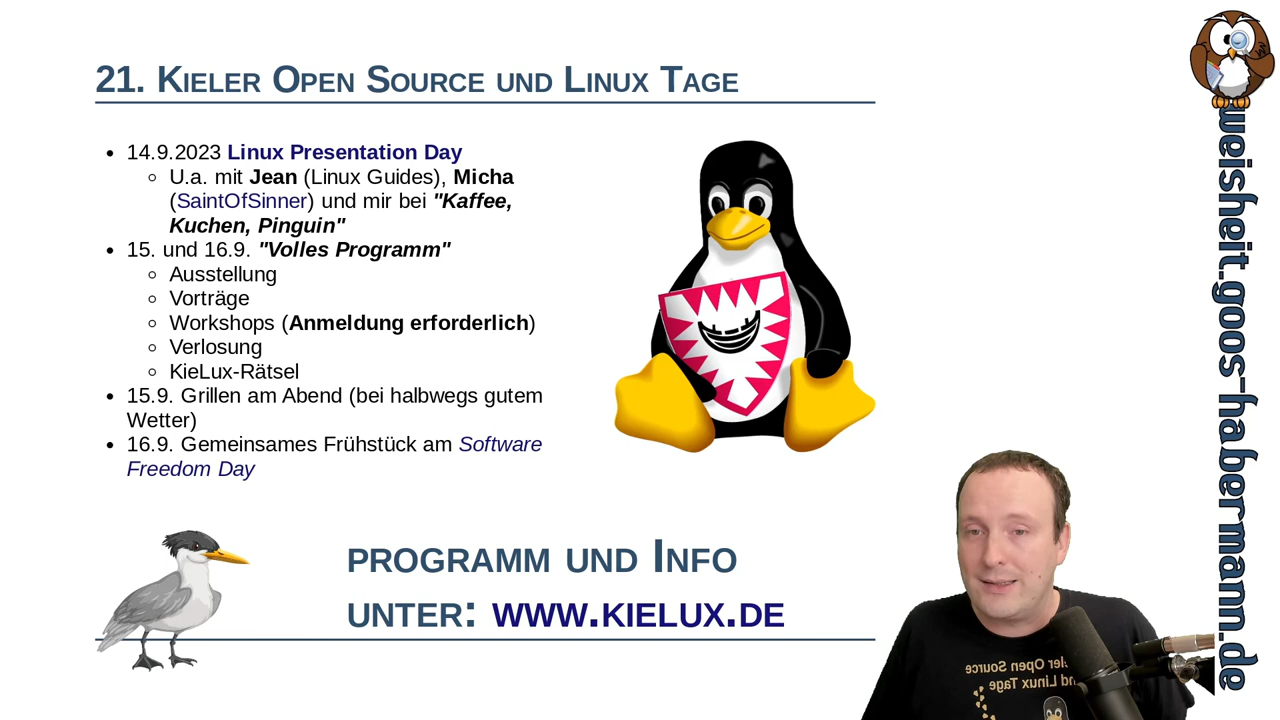 21. Kieler Open Source und Linux Tage
• 14.9.2023 Linux Presentation Day
◦ U.a. mit Jean (Linux Guides), Micha
(SaintOfSinner) und mir bei "Kaffee,
Kuchen, Pinguin"
• 15. und 16.9. "Volles Programm"
◦ Ausstellung
◦ Vorträge
◦ Workshops (Anmeldung erforderlich)
◦ Verlosung
◦ KieLux-Rätsel
• 15.9. Grillen am Abend (bei halbwegs gutem
Wetter)
• 16.9. Gemeinsames Frühstück am Software
Freedom Day
programm und Info
unter: www.kielux.de
weisheit.goos-habermann.de
eler Open Source
nd Linux Tage